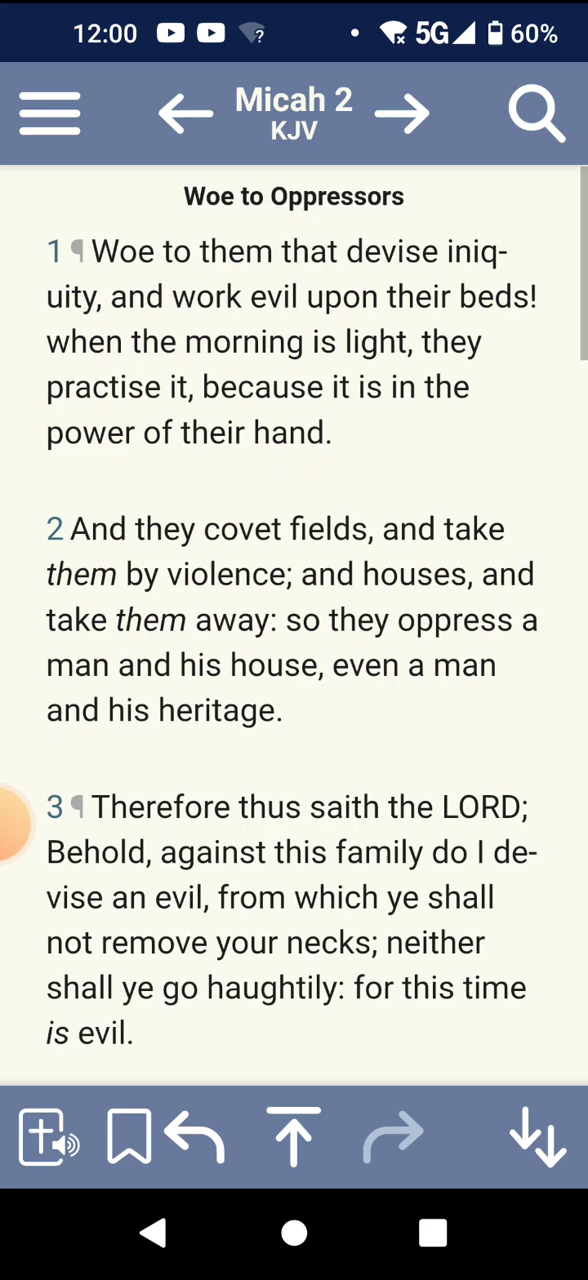 12:00 ? 5G 60%
Micah 2
KJV
Woe to Oppressors
1 ¶ Woe to them that devise iniq-
uity, and work evil upon their beds!
when the morning is light, they
practise it, because it is in the
power of their hand.
2 And they covet fields, and take
them by violence; and houses, and
take them away: so they oppress a
man and his house, even a man
and his heritage.
3 ¶ Therefore thus saith the LORD;
Behold, against this family do I de-
vise an evil, from which ye shall
not remove your necks; neither
shall ye go haughtily: for this time
is evil.